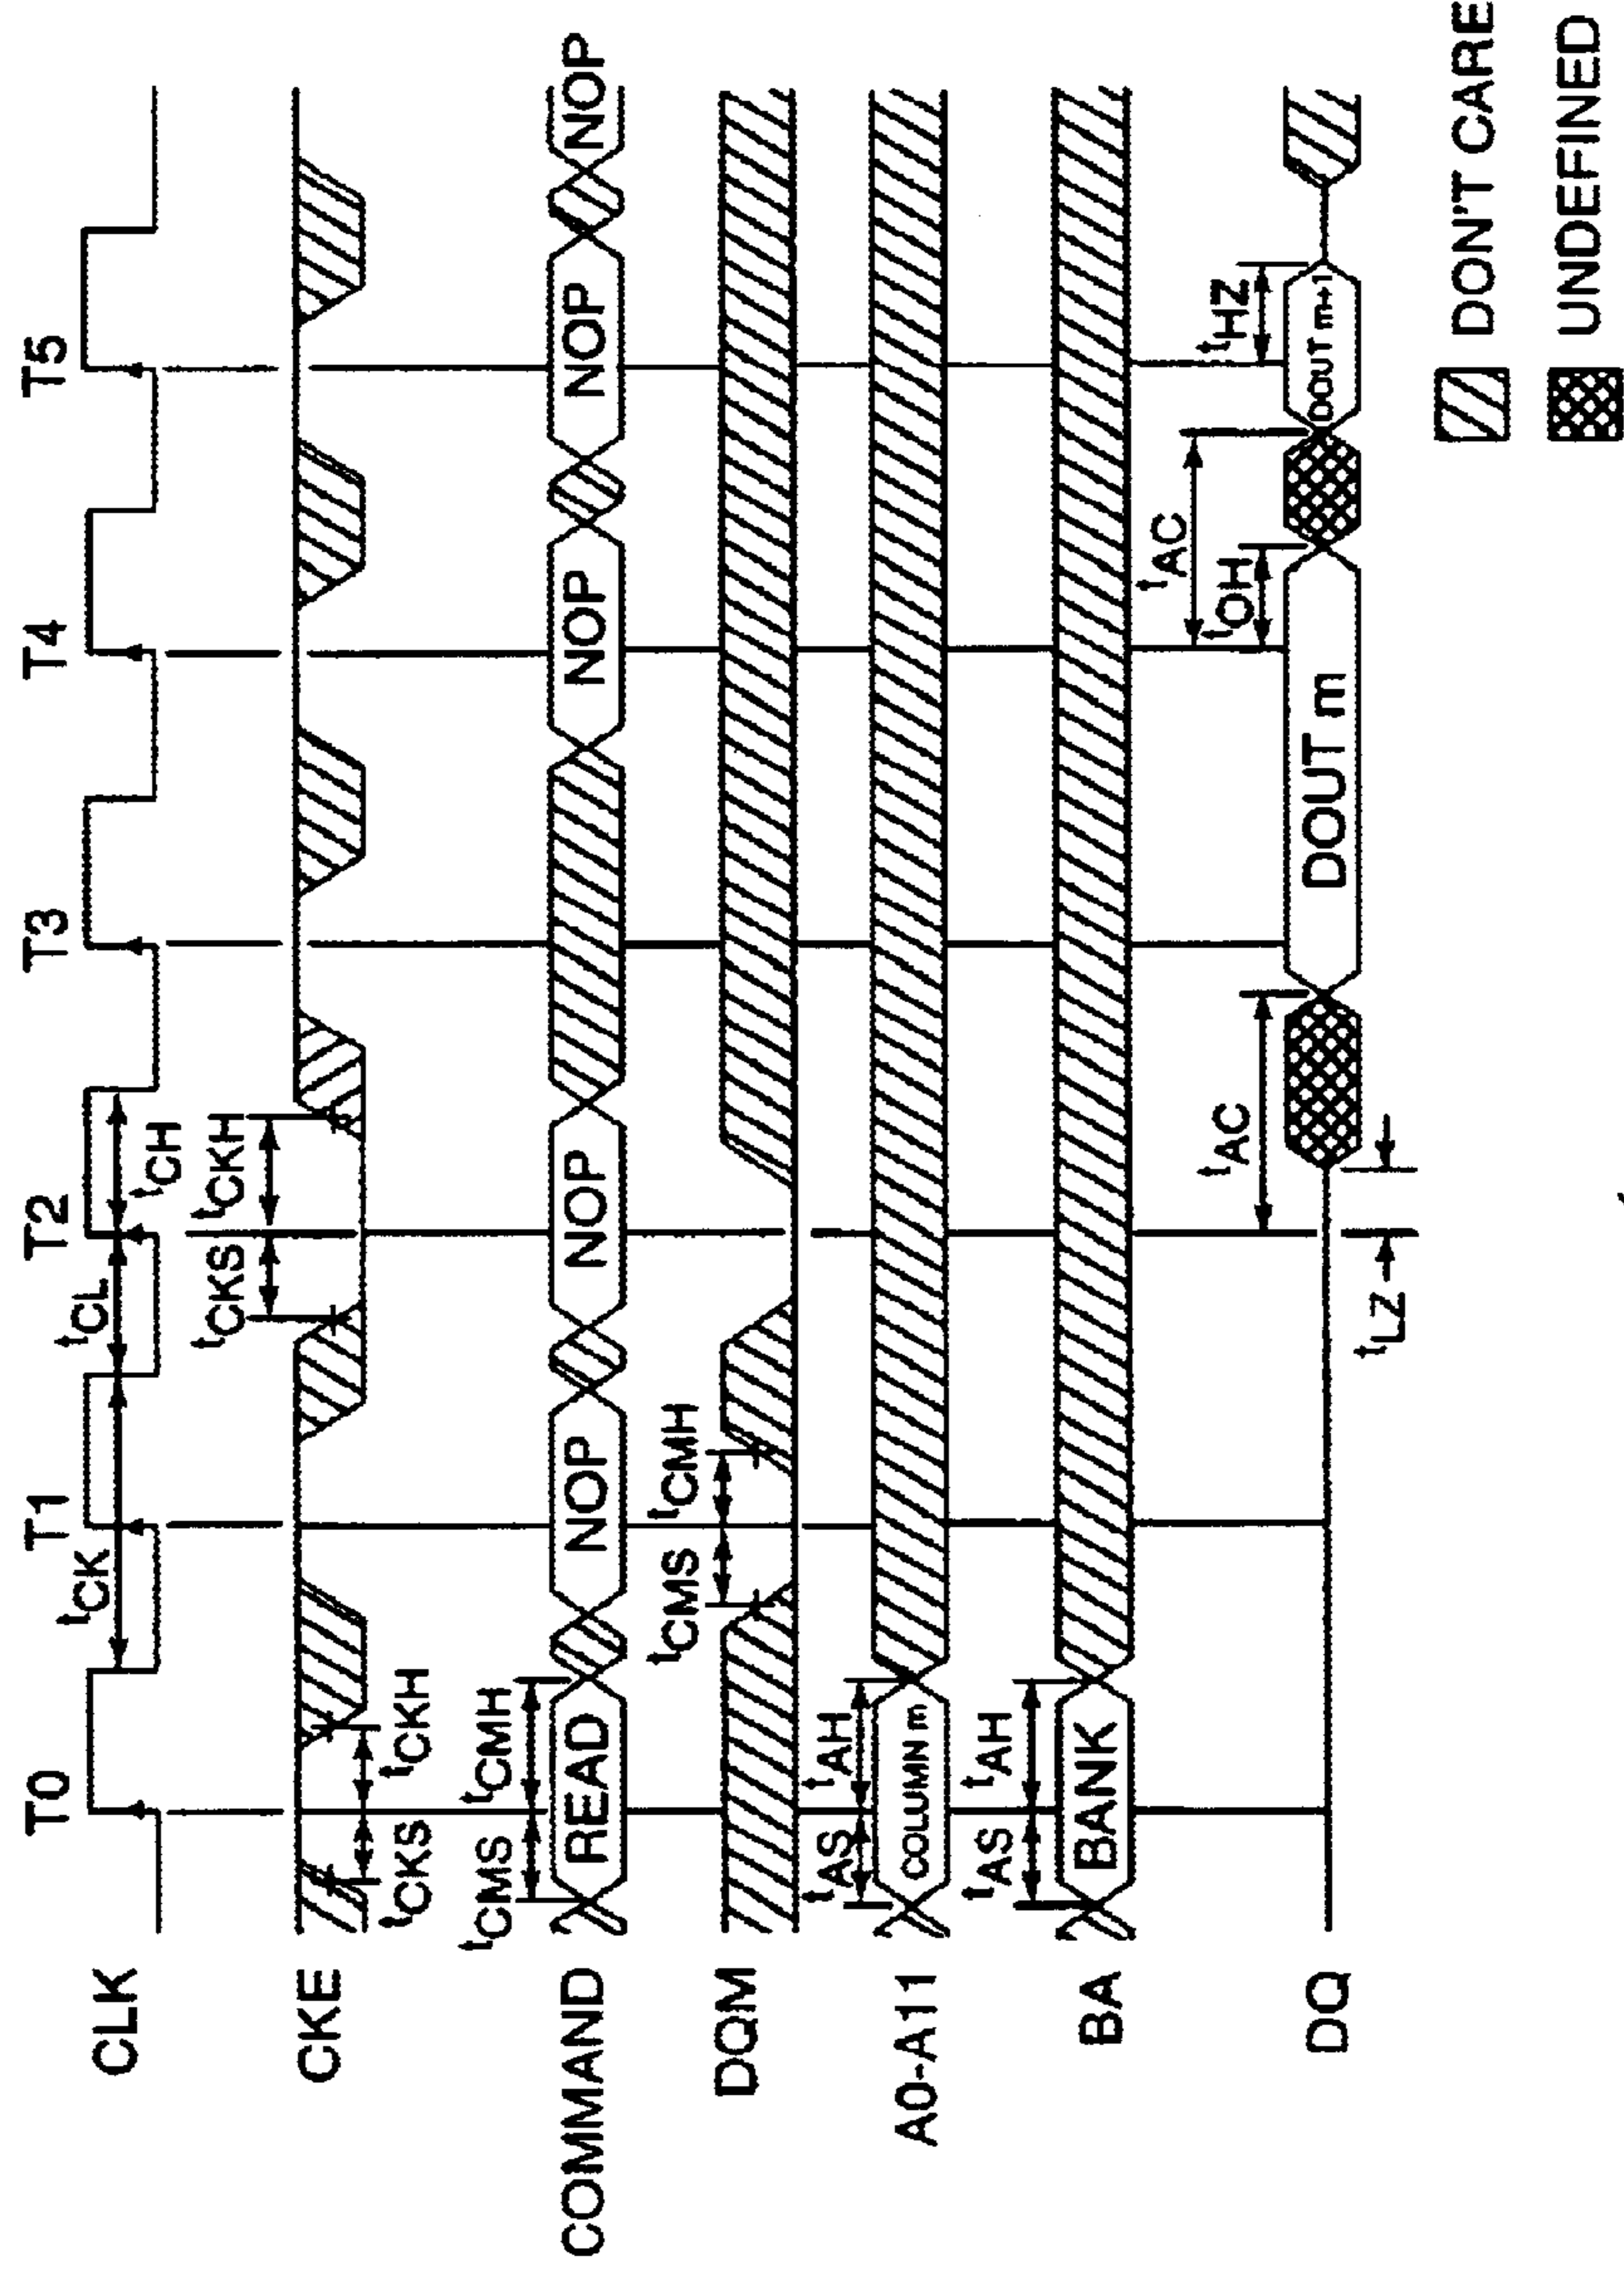 T0 T1 T2 T3 T4 T5
CLK
tCK tCL tCH
CKE
tCKS tCKH tCKS tCKH
tCMS tCMH
COMMAND READ NOP NOP NOP NOP NOP
tCMS tCMH
DQM
tAS tAH
A0-A11 COLUMN m
tAS tAH
BA BANK
tAC tAC
tOH tHZ
DQ DOUT m DOUT m+1
tLZ
DON'T CARE
UNDEFINED